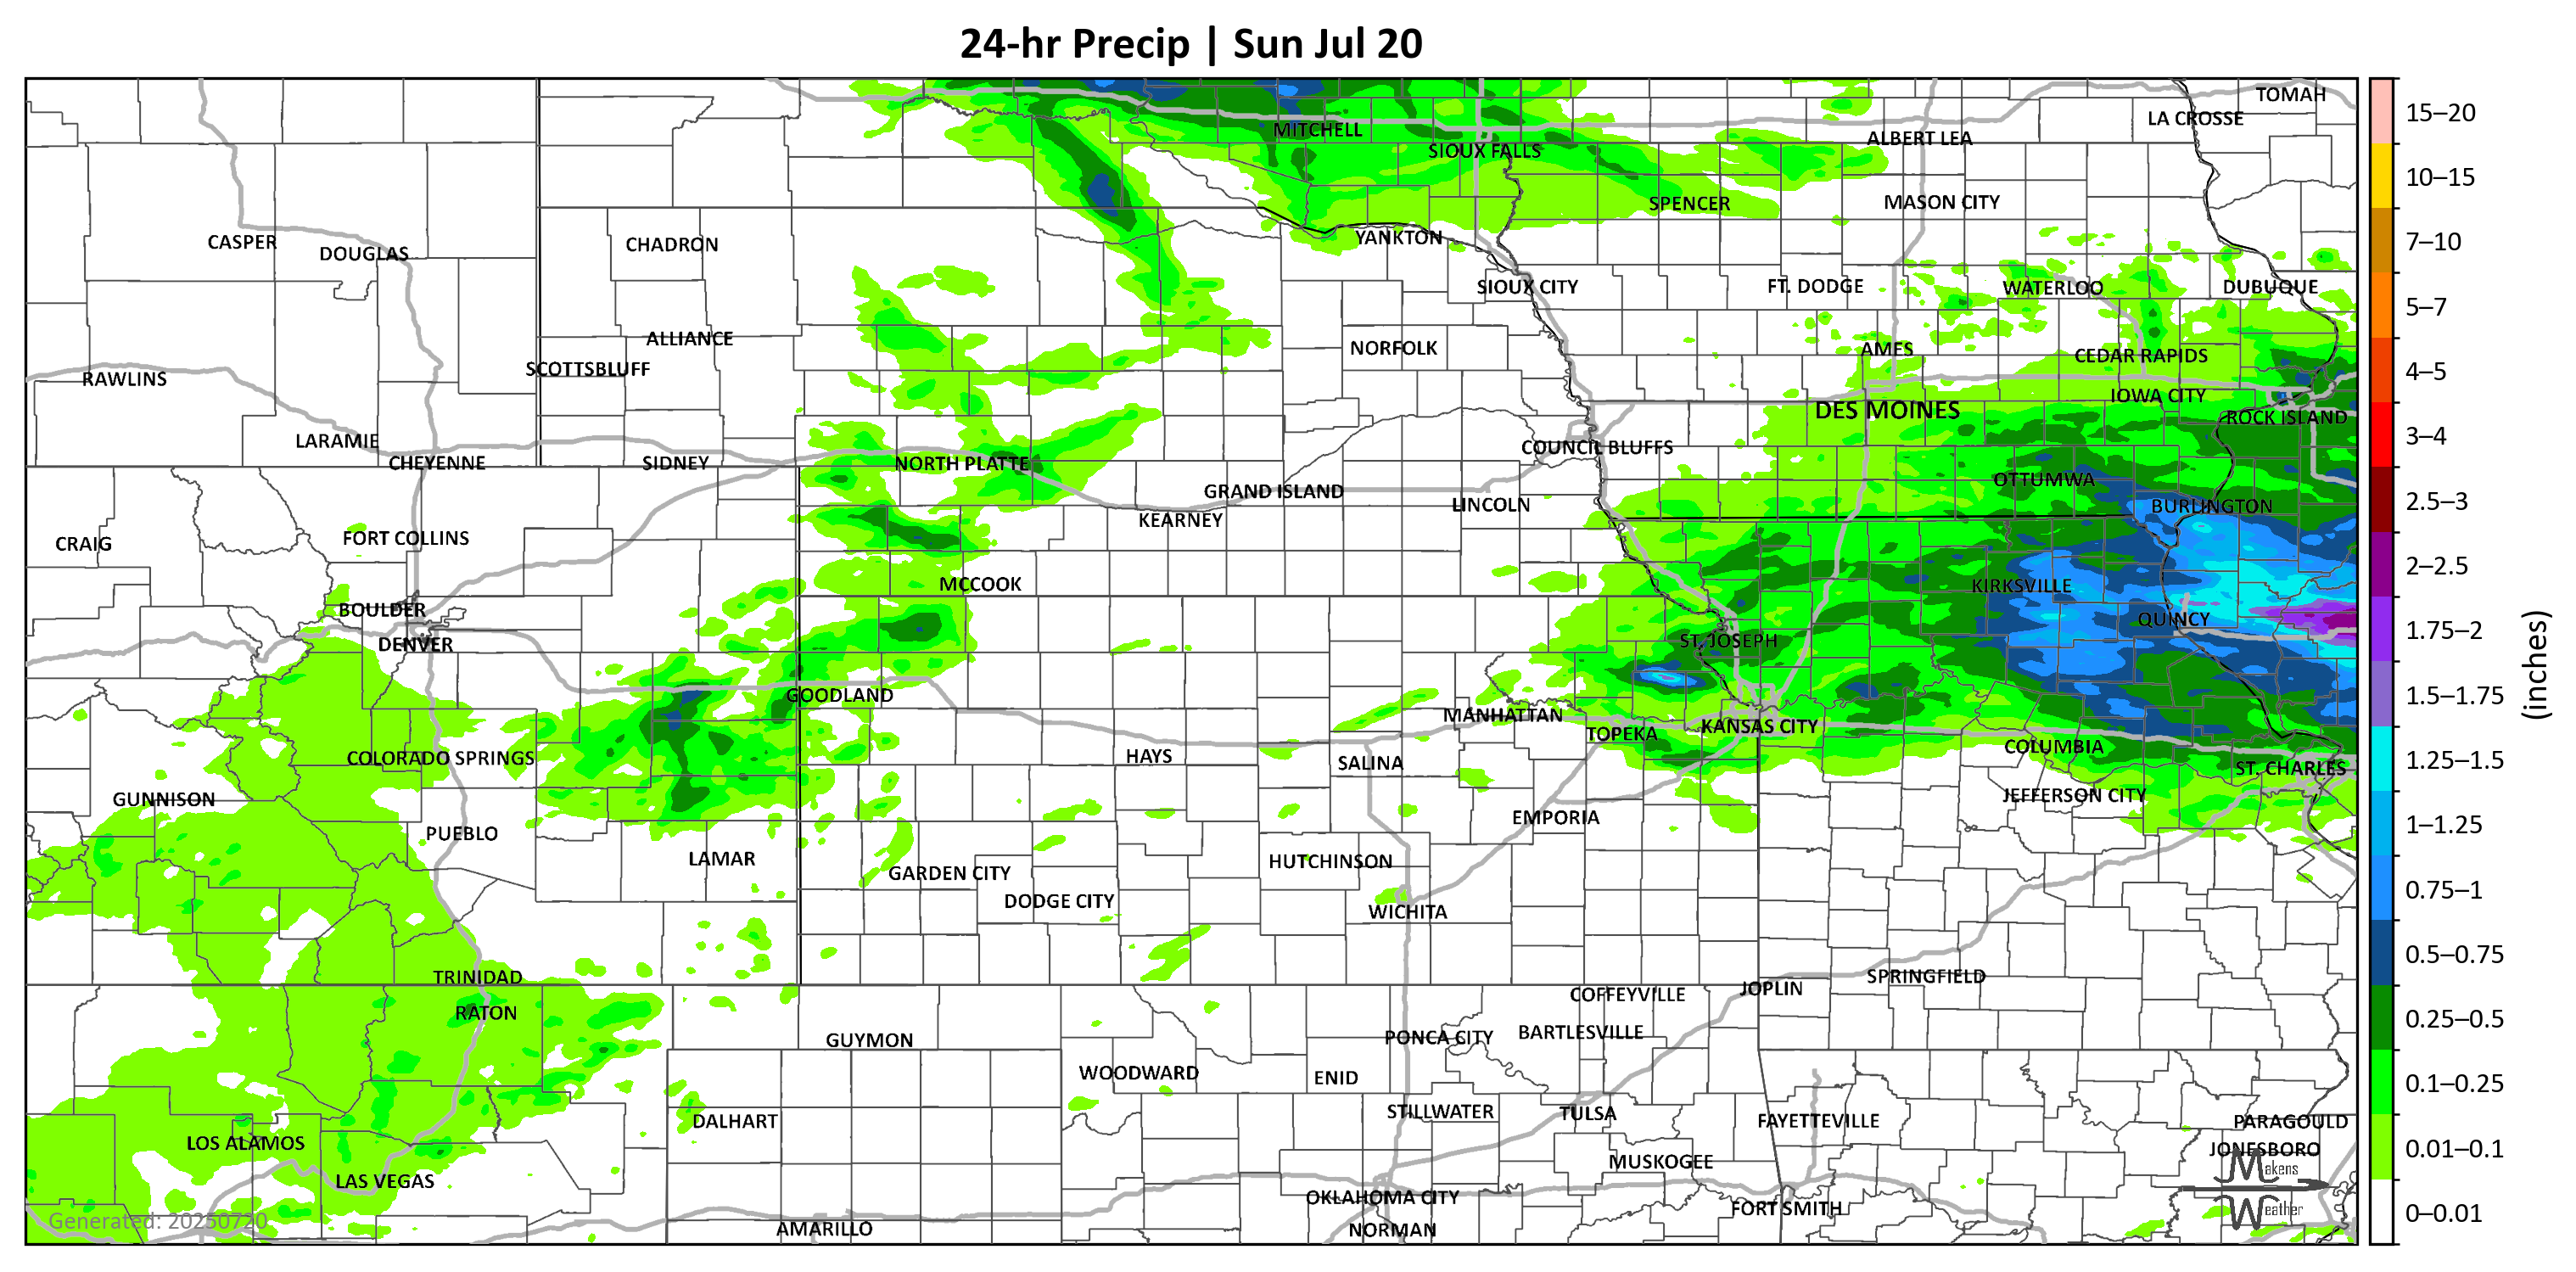 24-hr Precip | Sun Jul 20
TOMAH
LA CROSSE
MITCHELL
ALBERT LEA
SIOUX FALLS
SPENCER
MASON CITY
YANKTON
CASPER
DOUGLAS
CHADRON
SIOUX CITY
FT. DODGE
WATERLOO
DUBUQUE
ALLIANCE
NORFOLK
AMES
CEDAR RAPIDS
SCOTTSBLUFF
RAWLINS
IOWA CITY
DES MOINES
ROCK ISLAND
LARAMIE
CHEYENNE
SIDNEY
NORTH PLATTE
COUNCIL BLUFFS
OTTUMWA
GRAND ISLAND
LINCOLN
BURLINGTON
KEARNEY
CRAIG
FORT COLLINS
MCCOOK
KIRKSVILLE
BOULDER
QUINCY
DENVER
ST. JOSEPH
GOODLAND
MANHATTAN
TOPEKA
KANSAS CITY
COLORADO SPRINGS
HAYS
SALINA
COLUMBIA
ST. CHARLES
GUNNISON
JEFFERSON CITY
PUEBLO
EMPORIA
LAMAR
HUTCHINSON
GARDEN CITY
DODGE CITY
WICHITA
TRINIDAD
SPRINGFIELD
JOPLIN
COFFEYVILLE
RATON
GUYMON
PONCA CITY
BARTLESVILLE
WOODWARD
ENID
STILLWATER
TULSA
FAYETTEVILLE
PARAGOULD
DALHART
LOS ALAMOS
JONESBORO
MUSKOGEE
LAS VEGAS
OKLAHOMA CITY
FORT SMITH
AMARILLO
NORMAN
Generated: 20250720
Makens
Weather
15–20
10–15
7–10
5–7
4–5
3–4
2.5–3
2–2.5
1.75–2
1.5–1.75
1.25–1.5
1–1.25
0.75–1
0.5–0.75
0.25–0.5
0.1–0.25
0.01–0.1
0–0.01
(inches)